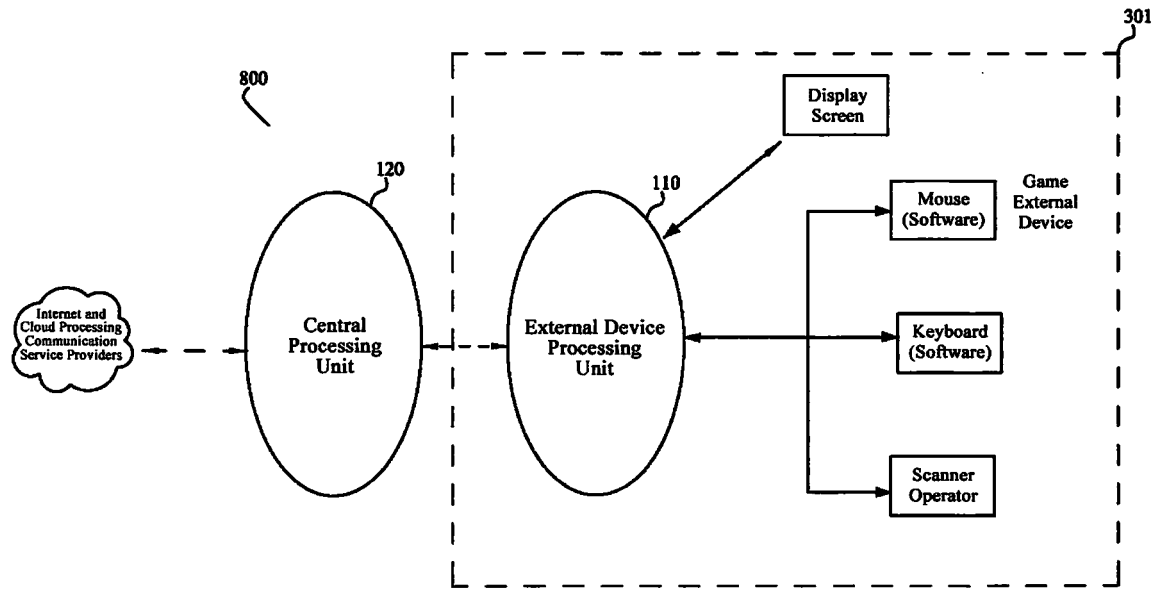 301
800
Display
Screen
120
110
Mouse
(Software)
Game
External
Device
Internet and
Cloud Processing
Communication
Service Providers
Central
Processing
Unit
External Device
Processing
Unit
Keyboard
(Software)
Scanner
Operator